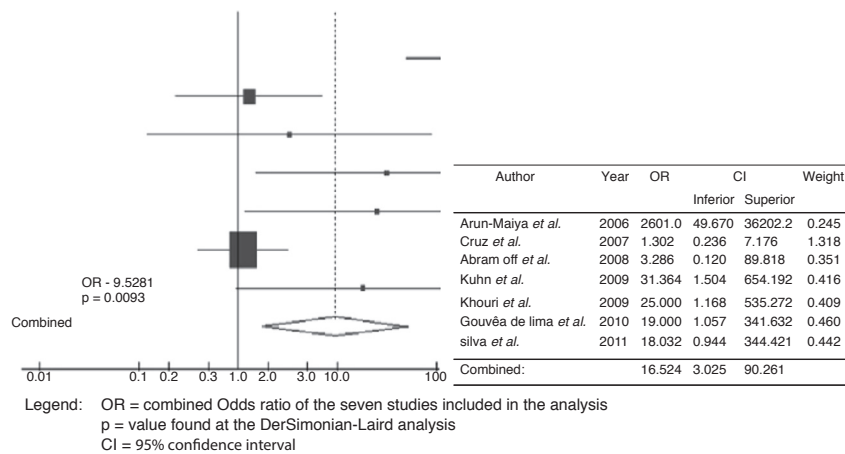 OR - 9.5281
p = 0.0093
Combined
0.01 0.1 0.2 0.3 1.0 2.0 3.0 10.0 100
Author Year OR CI Weight
Inferior Superior
Arun-Maiya et al. 2006 2601.0 49.670 36202.2 0.245
Cruz et al. 2007 1.302 0.236 7.176 1.318
Abram off et al. 2008 3.286 0.120 89.818 0.351
Kuhn et al. 2009 31.364 1.504 654.192 0.416
Khouri et al. 2009 25.000 1.168 535.272 0.409
Gouvêa de lima et al. 2010 19.000 1.057 341.632 0.460
silva et al. 2011 18.032 0.944 344.421 0.442
Combined: 16.524 3.025 90.261
Legend: OR = combined Odds ratio of the seven studies included in the analysis
p = value found at the DerSimonian-Laird analysis
CI = 95% confidence interval